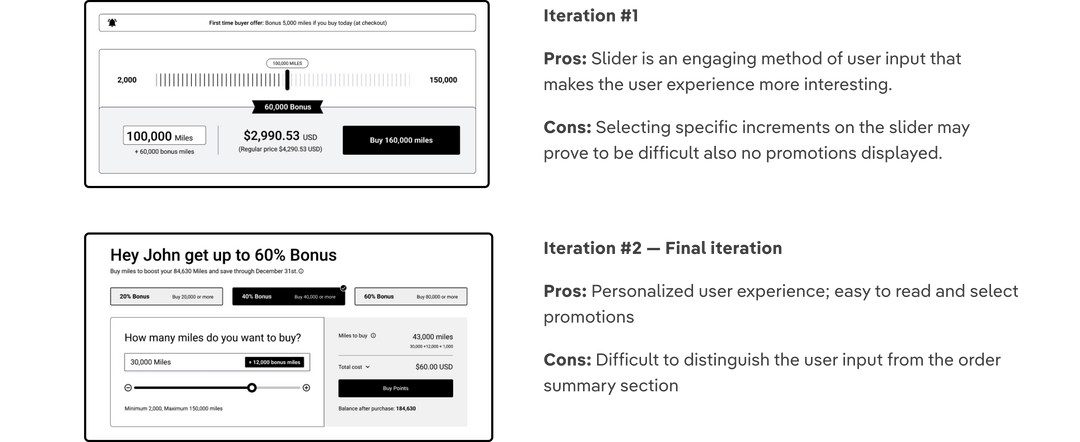 First time buyer offer: Bonus 5,000 miles if you buy today (at checkout)
100,000 MILES
2,000
150,000
60,000 Bonus
100,000 Miles
+ 60,000 bonus miles
$2,990.53 USD
(Regular price $4,290.53 USD)
Buy 160,000 miles
Iteration #1
Pros: Slider is an engaging method of user input that
makes the user experience more interesting.
Cons: Selecting specific increments on the slider may
prove to be difficult also no promotions displayed.
Hey John get up to 60% Bonus
Buy miles to boost your 84,630 Miles and save through December 31st.
20% Bonus Buy 20,000 or more
40% Bonus Buy 40,000 or more
60% Bonus Buy 80,000 or more
How many miles do you want to buy?
30,000 Miles + 12,000 bonus miles
Minimum 2,000, Maximum 150,000 miles
Miles to buy 43,000 miles
30,000 +12,000 + 1,000
Total cost $60.00 USD
Buy Points
Balance after purchase: 184,630
Iteration #2 — Final iteration
Pros: Personalized user experience; easy to read and select
promotions
Cons: Difficult to distinguish the user input from the order
summary section